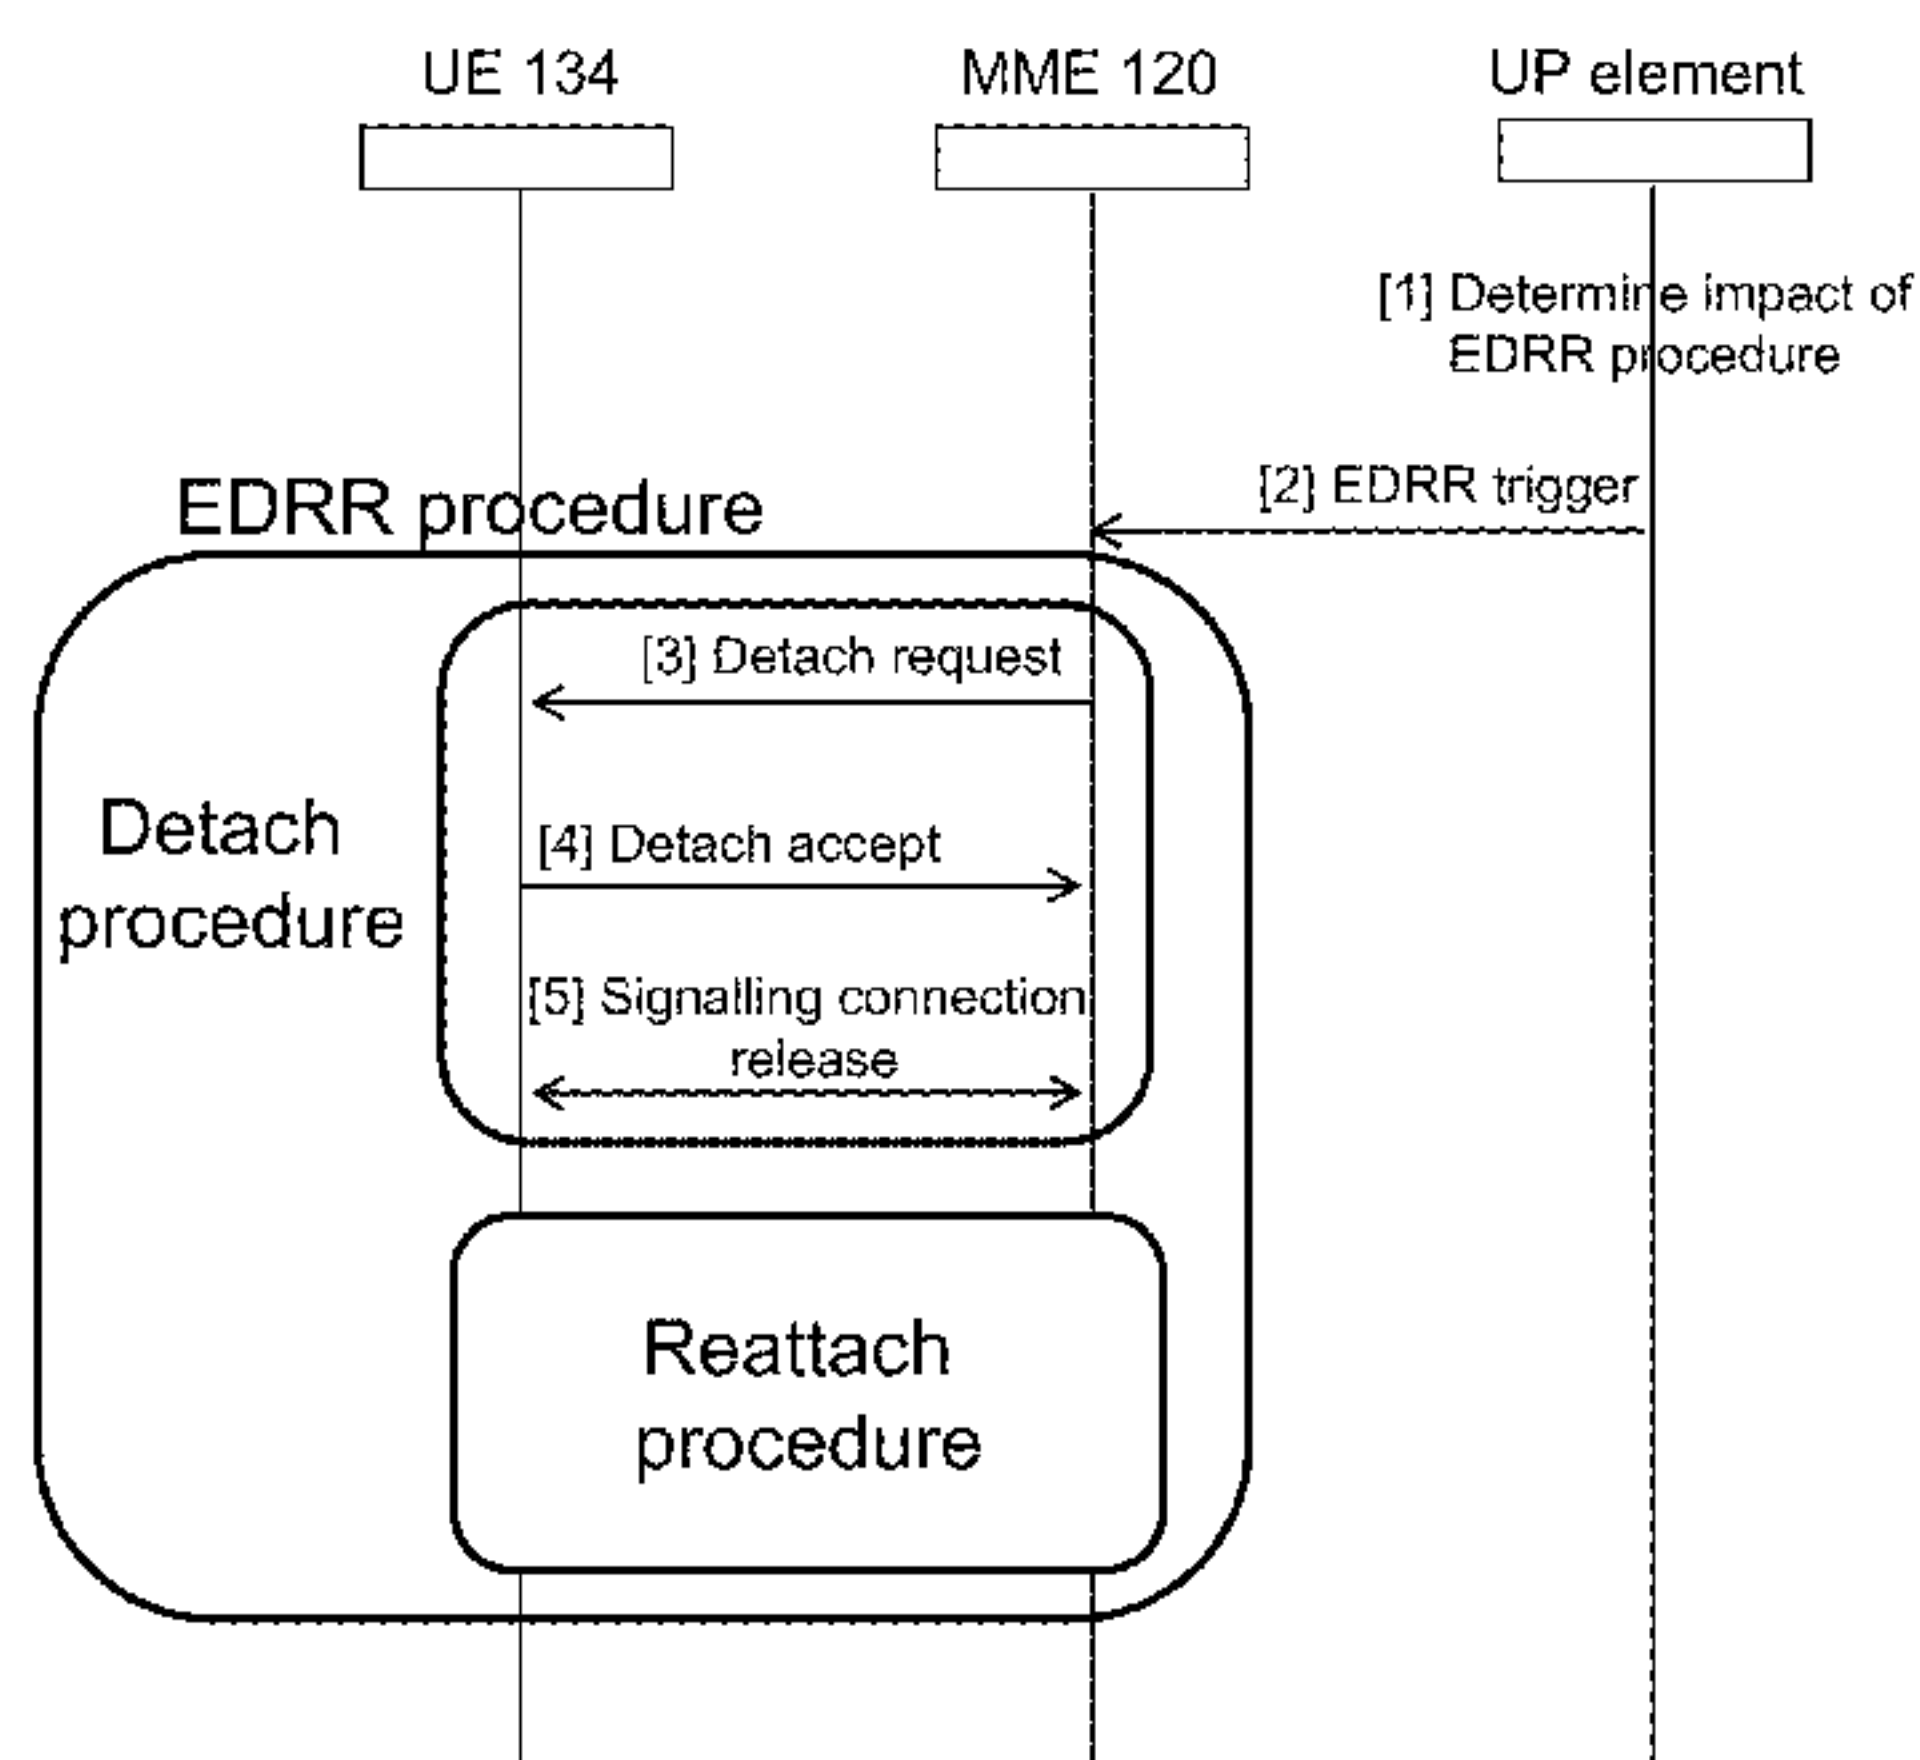 UE 134
MME 120
UP element
[1] Determine impact of
EDRR procedure
[2] EDRR trigger
EDRR procedure
[3] Detach request
Detach
procedure
[4] Detach accept
[5] Signalling connection
release
Reattach
procedure